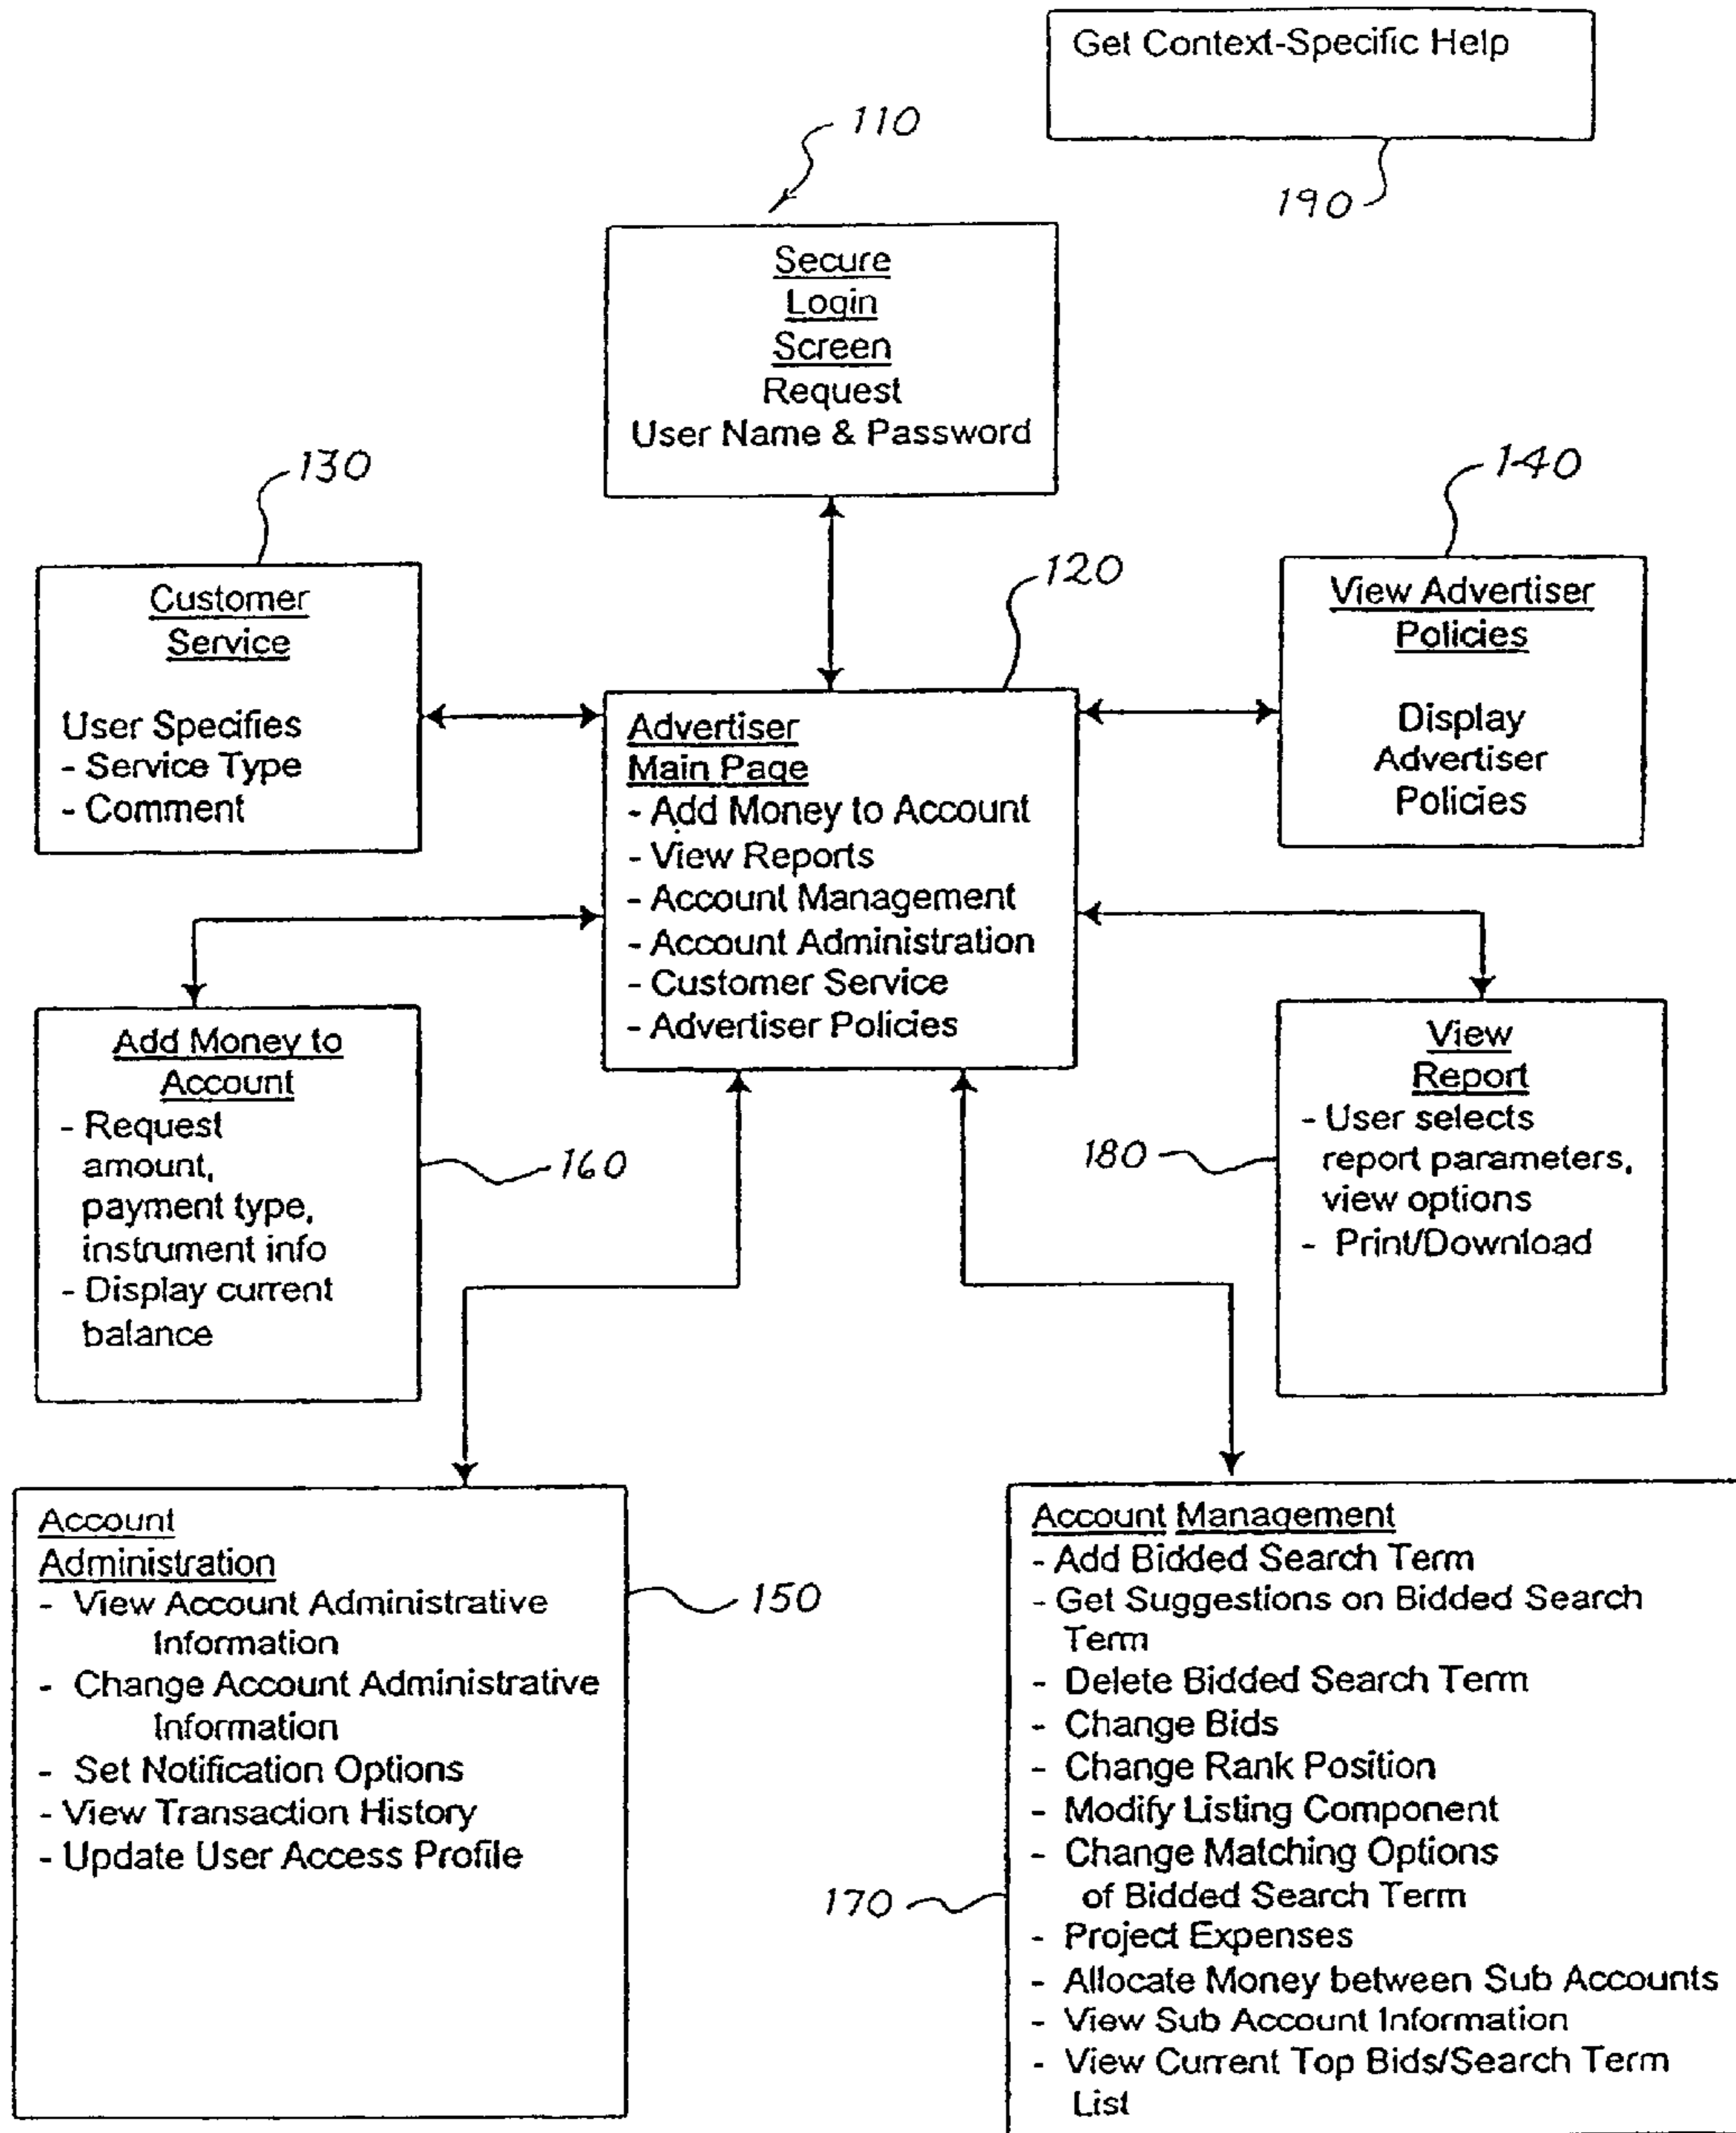 Get Context-Specific Help
190
110
Secure
Login
Screen
Request
User Name & Password
130
Customer
Service
User Specifies
- Service Type
- Comment
120
Advertiser
Main Page
- Add Money to Account
- View Reports
- Account Management
- Account Administration
- Customer Service
- Advertiser Policies
140
View Advertiser
Policies
Display
Advertiser
Policies
Add Money to
Account
- Request
amount,
payment type,
instrument info
- Display current
balance
160
180
View
Report
- User selects
report parameters,
view options
- Print/Download
Account
Administration
- View Account Administrative
Information
- Change Account Administrative
Information
- Set Notification Options
- View Transaction History
- Update User Access Profile
150
170
Account Management
- Add Bidded Search Term
- Get Suggestions on Bidded Search
Term
- Delete Bidded Search Term
- Change Bids
- Change Rank Position
- Modify Listing Component
- Change Matching Options
of Bidded Search Term
- Project Expenses
- Allocate Money between Sub Accounts
- View Sub Account Information
- View Current Top Bids/Search Term
List